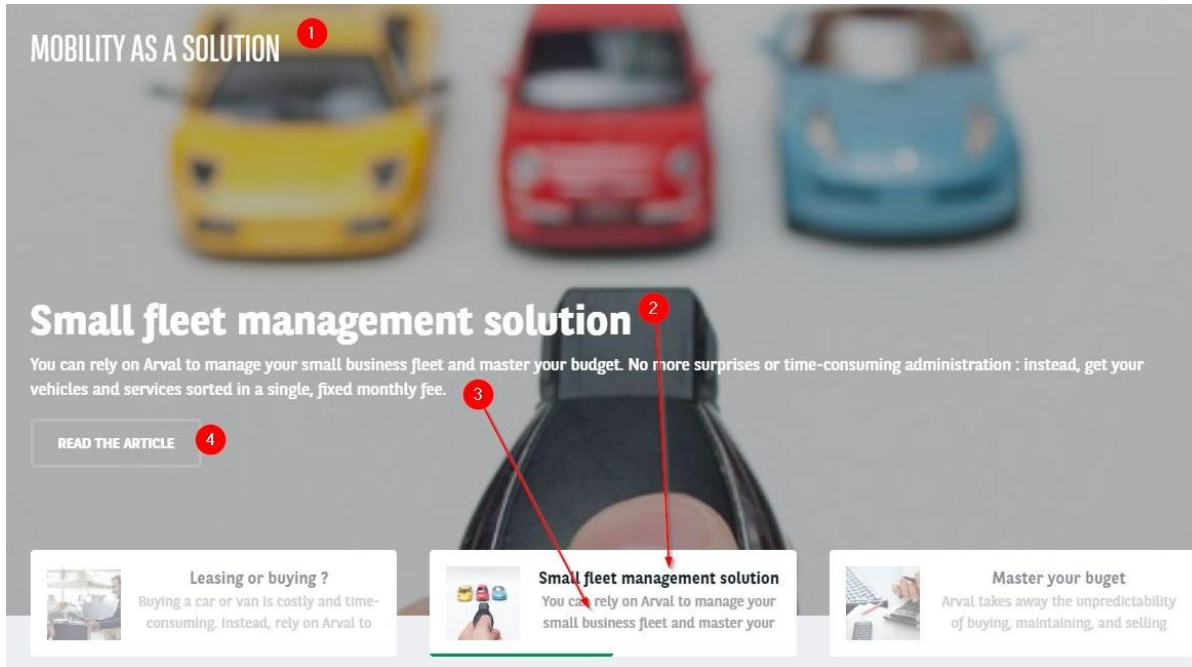 MOBILITY AS A SOLUTION 1
Small fleet management solution 2
You can rely on Arval to manage your small business fleet and master your budget. No more surprises or time-consuming administration : instead, get your
vehicles and services sorted in a single, fixed monthly fee. 3
READ THE ARTICLE 4
Leasing or buying ?
Buying a car or van is costly and time-
consuming. Instead, rely on Arval to
Small fleet management solution
You can rely on Arval to manage your
small business fleet and master your
Master your buget
Arval takes away the unpredictability
of buying, maintaining, and selling